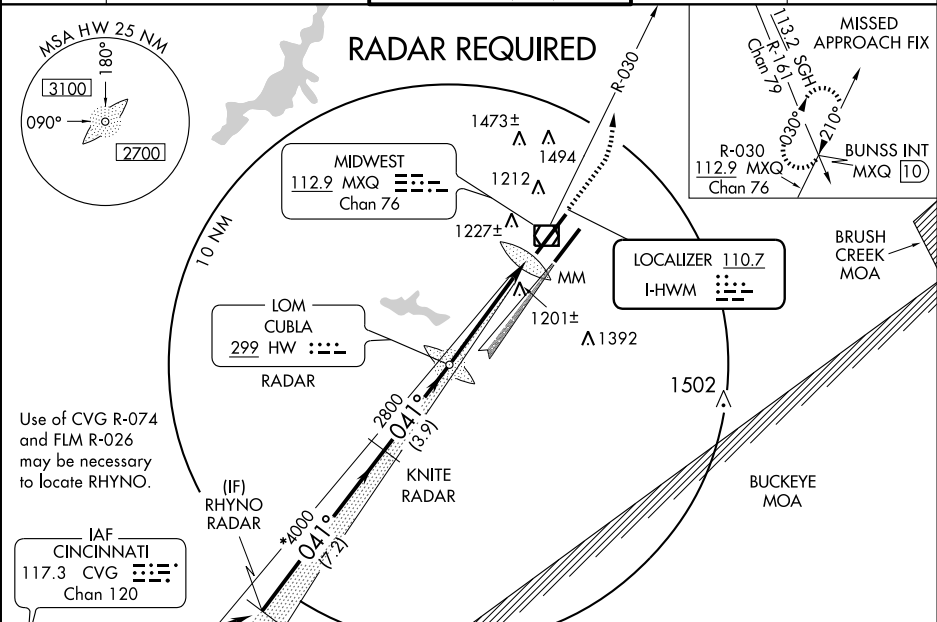 MSA HW 25 NM
180°
3100
090°
2700
RADAR REQUIRED
R-030
113.2 SGH
R-161
Chan 79
MISSED
APPROACH FIX
030°
210°
R-030
112.9 MXQ
Chan 76
BUNSS INT
MXQ 10
1473±
1494
1212
1227±
MIDWEST
112.9 MXQ
Chan 76
10 NM
LOCALIZER 110.7
I-HWM
BRUSH
CREEK
MOA
MM
1201±
1392
LOM
CUBLA
299 HW
RADAR
1502
2800
041°
(3.9)
KNITE
RADAR
Use of CVG R-074
and FLM R-026
may be necessary
to locate RHYNO.
BUCKEYE
MOA
(IF)
RHYNO
RADAR
*4000
041°
(7.2)
IAF
CINCINNATI
117.3 CVG
Chan 120